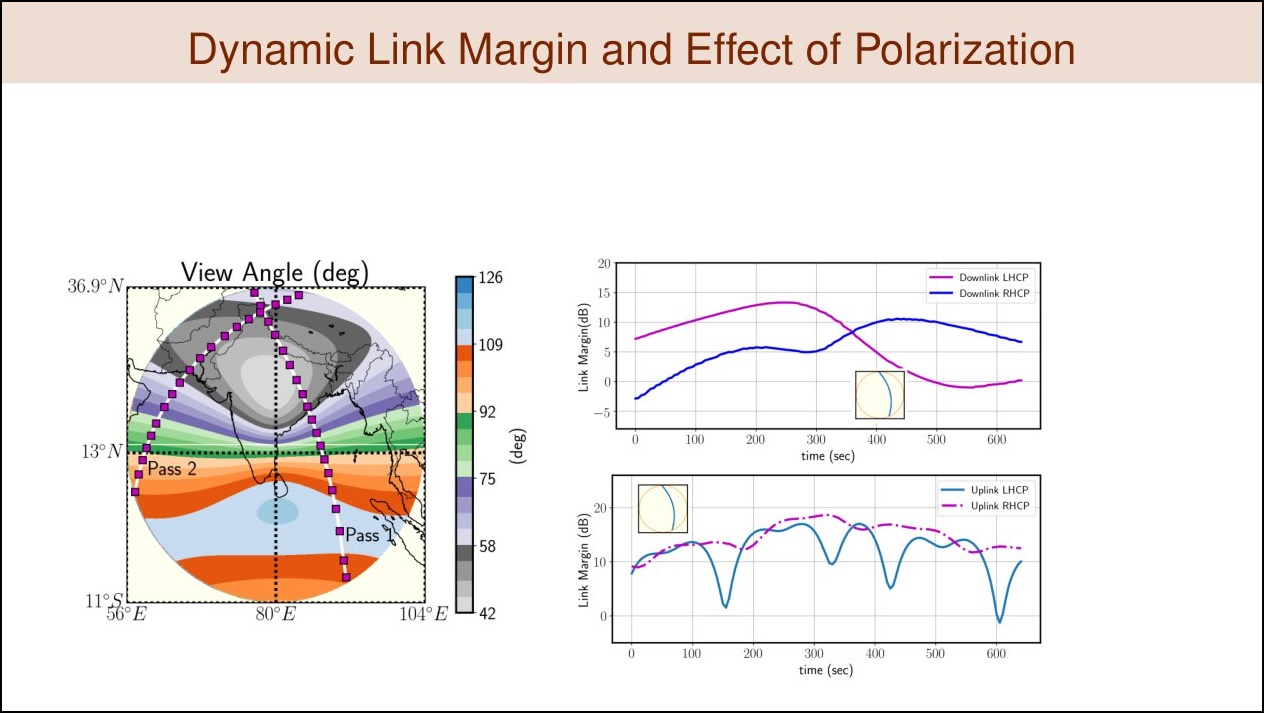 Dynamic Link Margin and Effect of Polarization
View Angle (deg)
36.9°N
13°N
11°S
56°E
80°E
104°E
Pass 2
Pass 1
126
109
92
75
58
42
(deg)
20
15
10
5
0
−5
Link Margin(dB)
Downlink LHCP
Downlink RHCP
0 100 200 300 400 500 600
time (sec)
20
10
0
Link Margin (dB)
Uplink LHCP
Uplink RHCP
0 100 200 300 400 500 600
time (sec)